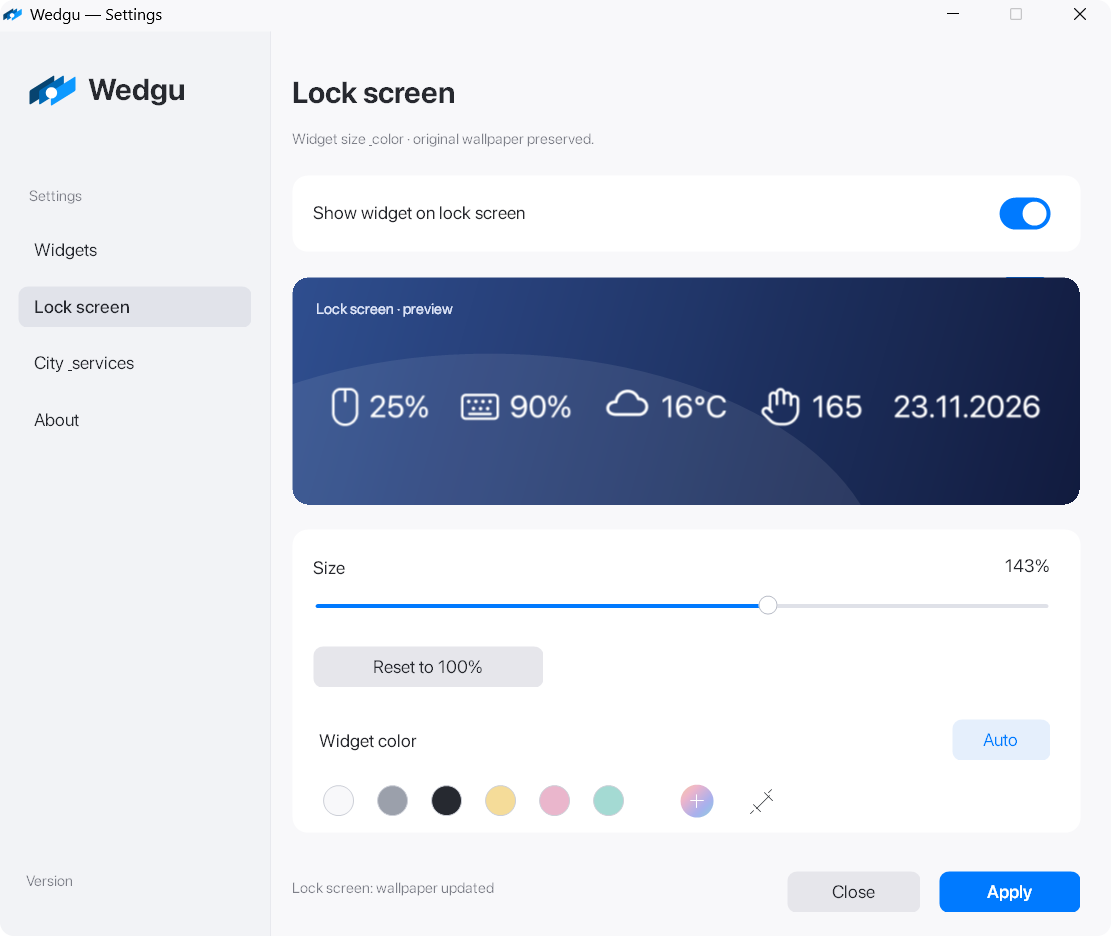 Wedgu — Settings
Wedgu
Settings
Widgets
Lock screen
City _services
About
Version
Lock screen
Widget size _color · original wallpaper preserved.
Show widget on lock screen
Lock screen · preview
25% 90% 16°C 165 23.11.2026
Size 143%
Reset to 100%
Widget color Auto
Lock screen: wallpaper updated
Close Apply